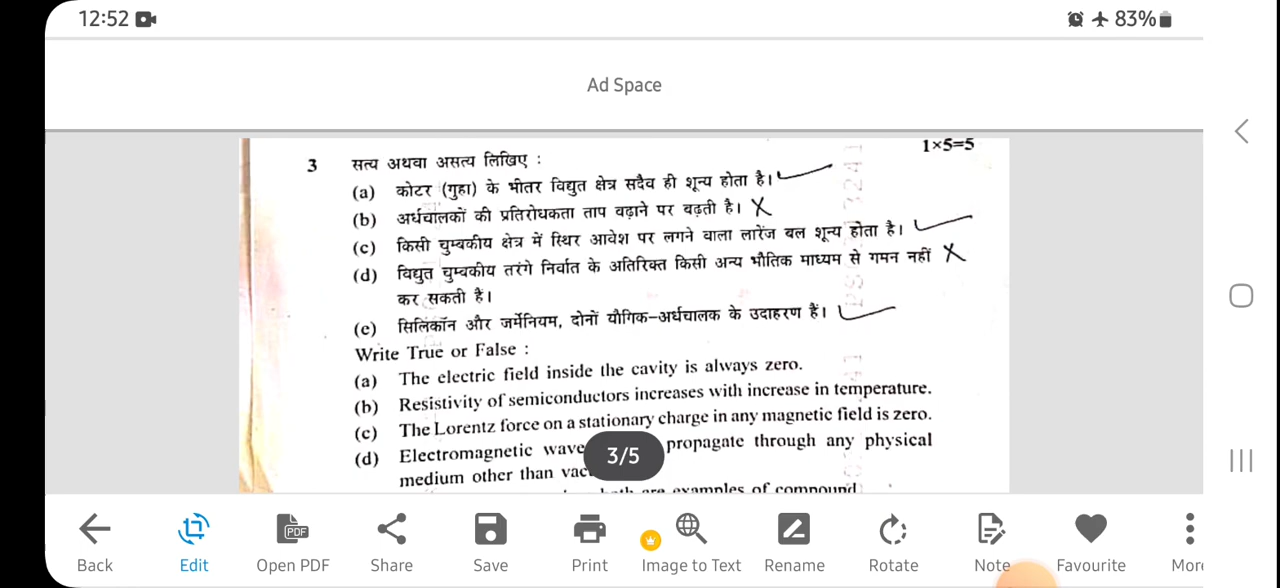 12:52
83%
Ad Space
1×5=5
3 सत्य अथवा असत्य लिखिए :
(a) कोटर (गुहा) के भीतर विद्युत क्षेत्र सदैव ही शून्य होता है।
(b) अर्धचालकों की प्रतिरोधकता ताप बढ़ाने पर बढ़ती है। X
(c) किसी चुम्बकीय क्षेत्र में स्थिर आवेश पर लगने वाला लारेंज बल शून्य होता है।
(d) विद्युत चुम्बकीय तरंगे निर्वात के अतिरिक्त किसी अन्य भौतिक माध्यम से गमन नहीं X
कर सकती हैं।
(e) सिलिकॉन और जर्मेनियम, दोनों यौगिक-अर्धचालक के उदाहरण हैं।
Write True or False :
(a) The electric field inside the cavity is always zero.
(b) Resistivity of semiconductors increases with increase in temperature.
(c) The Lorentz force on a stationary charge in any magnetic field is zero.
(d) Electromagnetic wave propagate through any physical
3/5
medium other than
examples of compound
Back Edit Open PDF Share Save Print Image to Text Rename Rotate Note Favourite More